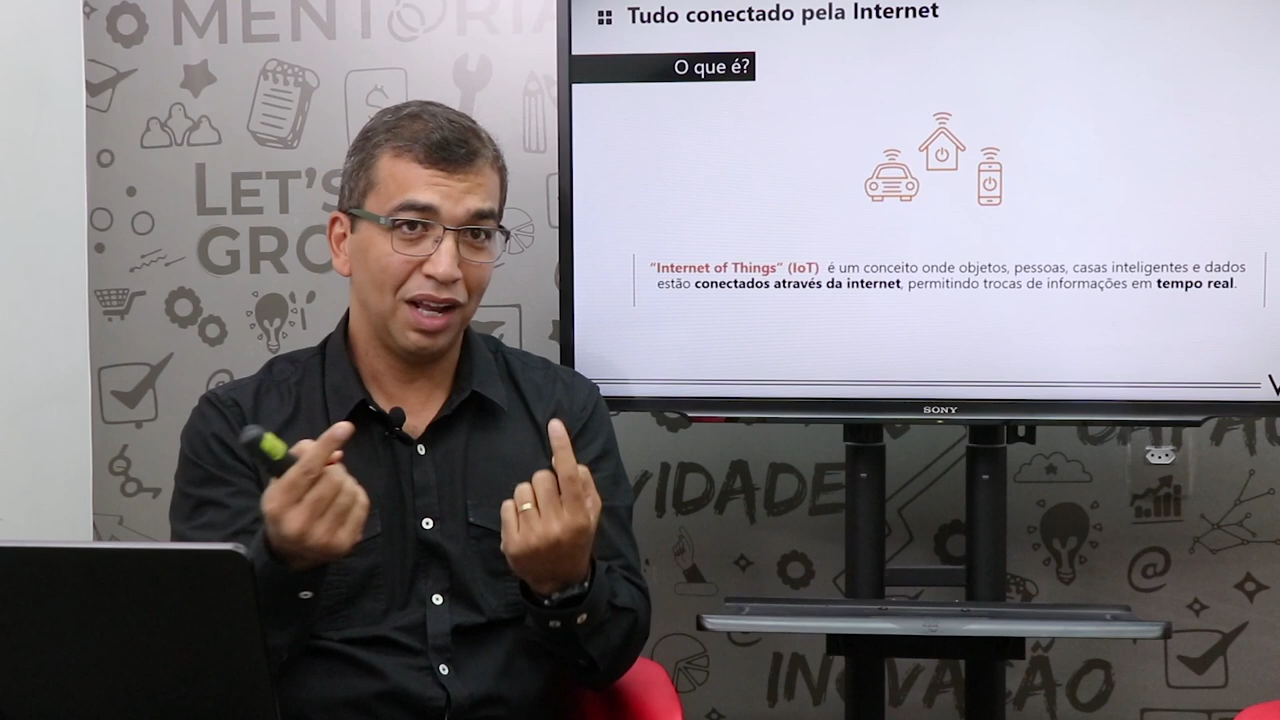 MENTORIA
Tudo conectado pela Internet
O que é?
LET'S
GRO
"Internet of Things" (IoT) é um conceito onde objetos, pessoas, casas inteligentes e dados
estão conectados através da internet, permitindo trocas de informações em tempo real.
SONY
VIDADE
@
INOVAÇÃO